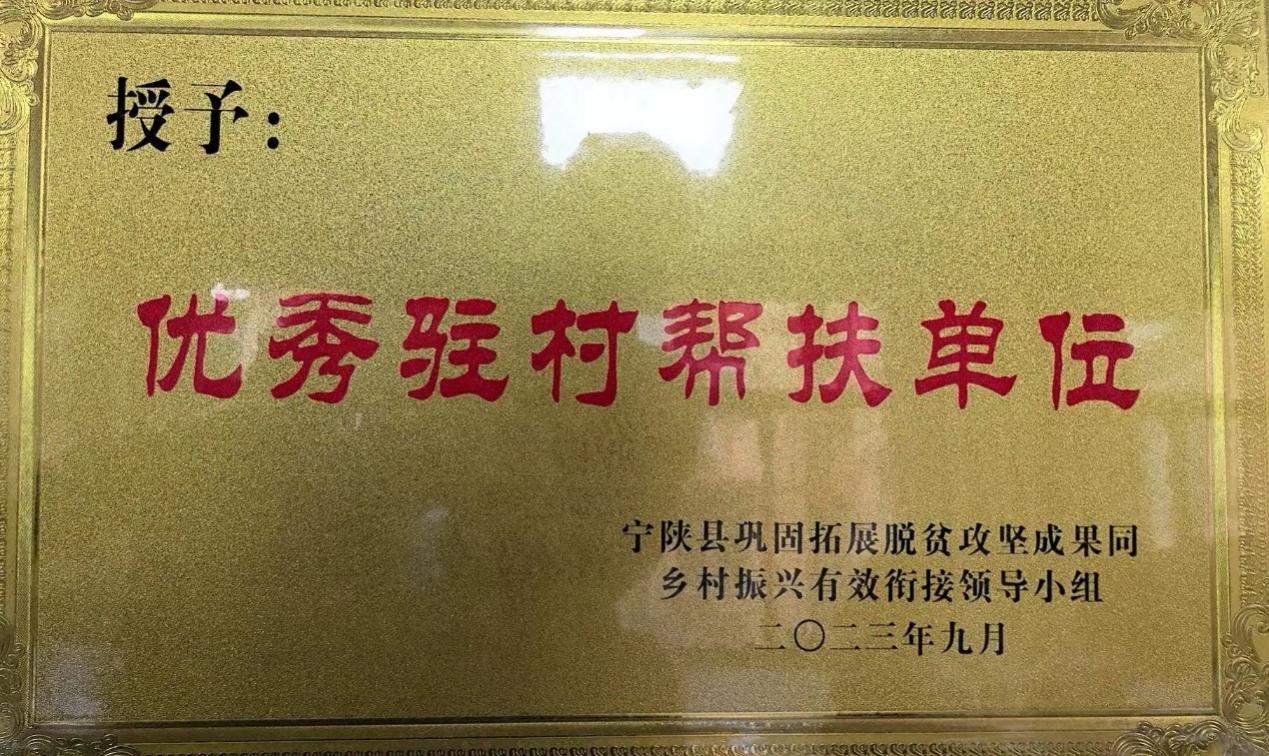 授予：
优秀驻村帮扶单位
宁陕县巩固拓展脱贫攻坚成果同
乡村振兴有效衔接领导小组
二〇二三年九月